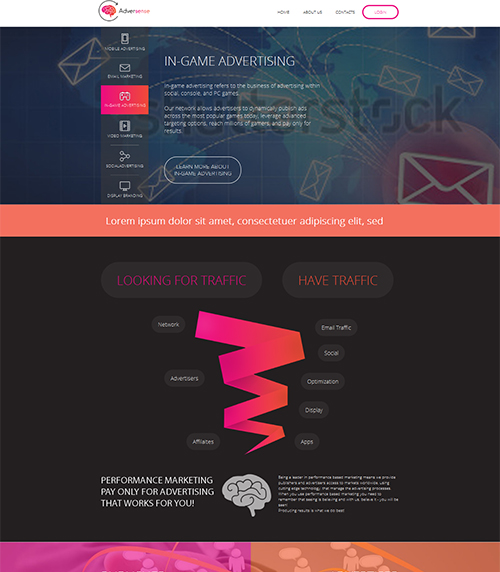 Adversense
HOME ABOUT US CONTACTS LOGIN
MOBILE ADVERTISING
EMAIL MARKETING
IN-GAME ADVERTISING
VIDEO MARKETING
SOCIAL ADVERTISING
DISPLAY BRANDING
IN-GAME ADVERTISING
In-game advertising refers to the business of advertising within
social, console, and PC games.
Our network allows advertisers to dynamically publish ads
across the most popular games today, leverage advanced
targeting options, reach millions of gamers, and pay only for
results.
LEARN MORE ABOUT
IN-GAME ADVERTISING
Lorem ipsum dolor sit amet, consectetuer adipiscing elit, sed
LOOKING FOR TRAFFIC
HAVE TRAFFIC
Network
Email Traffic
Social
Advertisers
Optimization
Display
Affiliaites
Apps
PERFORMANCE MARKETING
PAY ONLY FOR ADVERTISING
THAT WORKS FOR YOU!
Being a leader in performance based marketing means we provide
publishers and advertisers access to markets worldwide, using
cutting edge technology that manage the advertising processes.
When you use performance based marketing you need to
remember that seeing is believing and with us, believe it - you will be
seen!
Producing results is what we do best